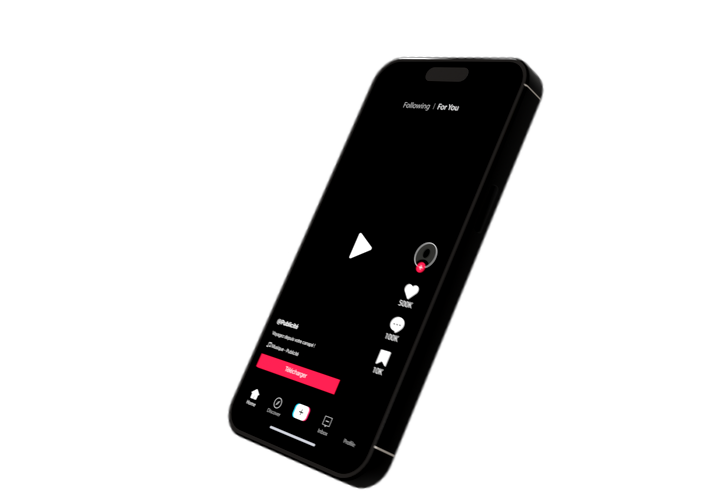 Following / For You
500K
100K
10K
@Publicité
Voyagez depuis votre canapé !
Musique - Publicité
Télécharger
Home
Discover
Inbox
Profile